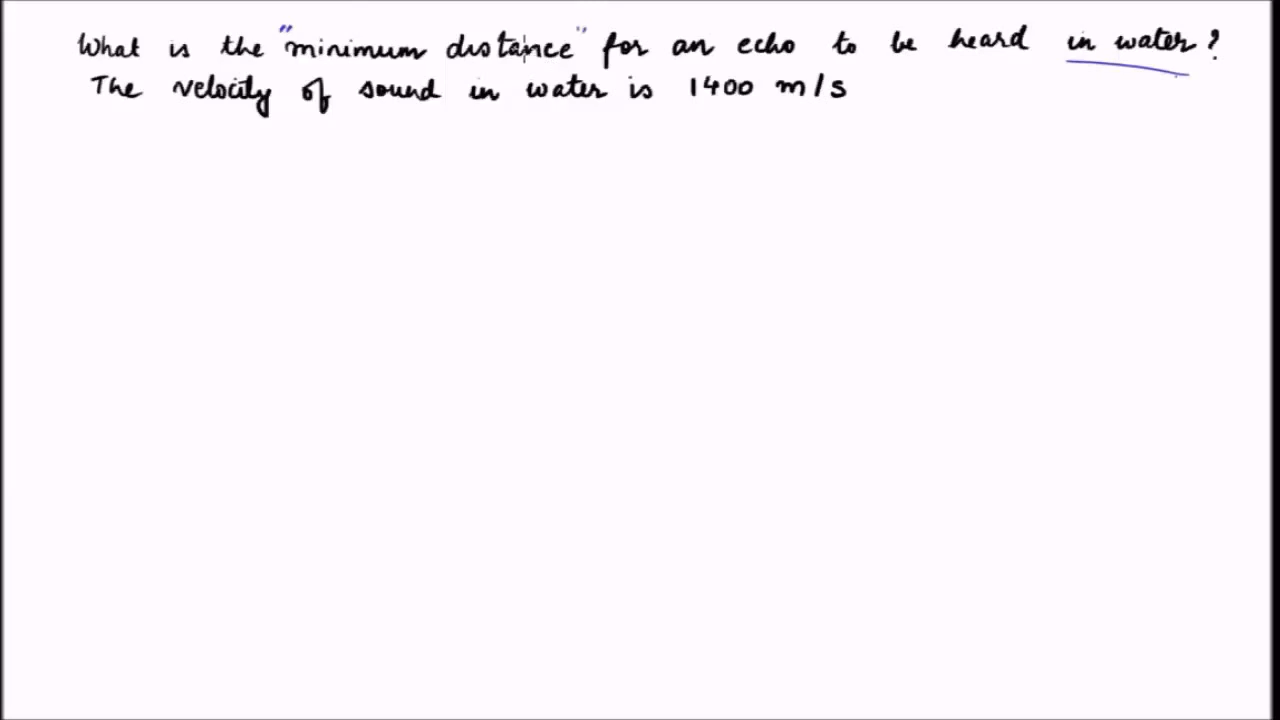 What is the "minimum distance" for an echo to be heard in water?
The velocity of sound in water is 1400 m/s